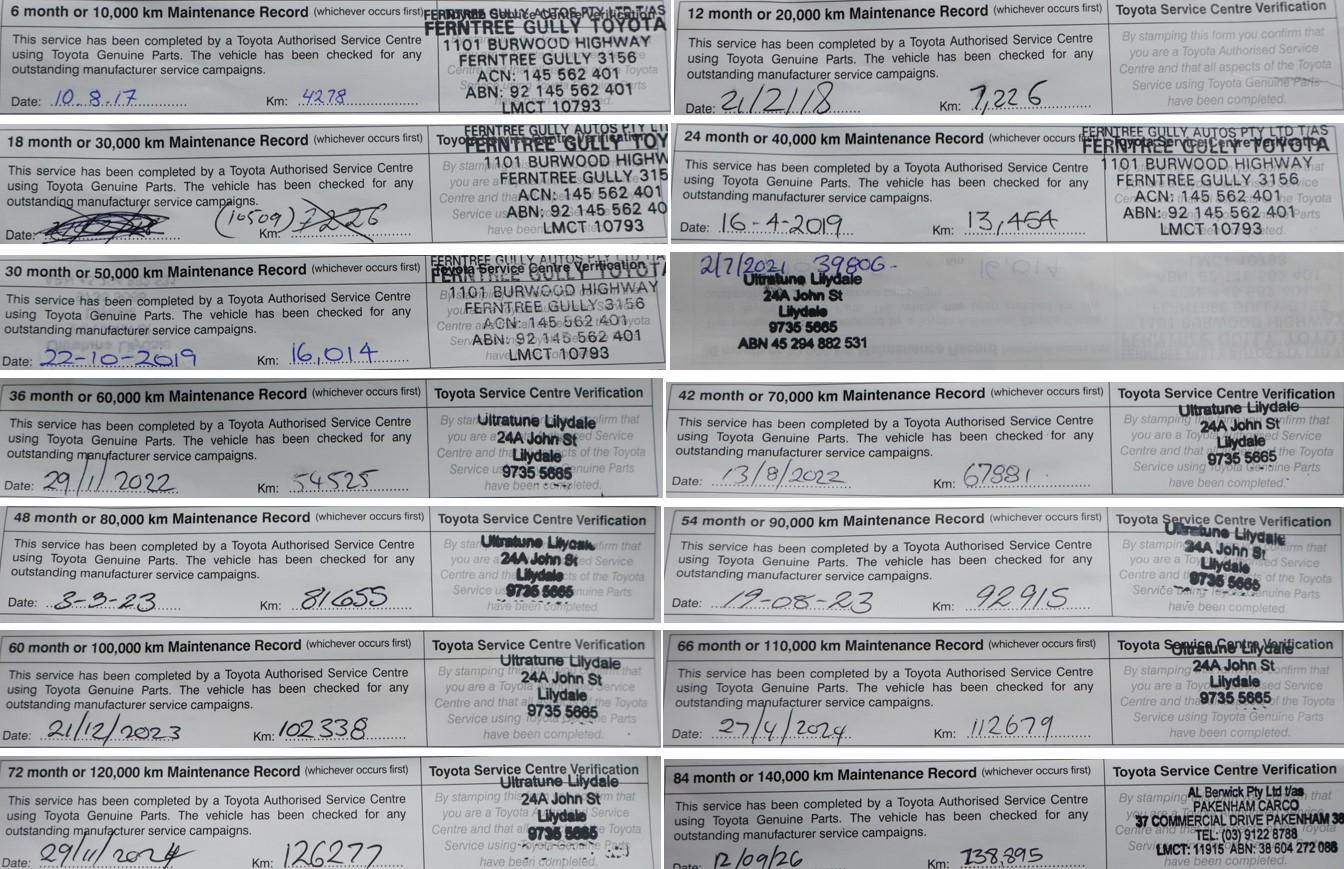 6 month or 10,000 km Maintenance Record (whichever occurs first)
This service has been completed by a Toyota Authorised Service Centre
using Toyota Genuine Parts. The vehicle has been checked for any
outstanding manufacturer service campaigns.
Date: 10.8.17 Km: 4278
FERNTREE GULLY AUTOS PTY LTD T/AS
FERNTREE GULLY TOYOTA
1101 BURWOOD HIGHWAY
FERNTREE GULLY 3156
ACN: 145 562 401
ABN: 92 145 562 401
LMCT 10793
12 month or 20,000 km Maintenance Record (whichever occurs first)
This service has been completed by a Toyota Authorised Service Centre
using Toyota Genuine Parts. The vehicle has been checked for any
outstanding manufacturer service campaigns.
Date: 21/2/18 Km: 7,226
Toyota Service Centre Verification
By stamping this form you confirm that
you are a Toyota Authorised Service
Centre and that all aspects of the Toyota
Service using Toyota Genuine Parts
have been completed.
18 month or 30,000 km Maintenance Record (whichever occurs first)
This service has been completed by a Toyota Authorised Service Centre
using Toyota Genuine Parts. The vehicle has been checked for any
outstanding manufacturer service campaigns.
Date: (10509) Km: 7226
FERNTREE GULLY AUTOS PTY LT
FERNTREE GULLY TOY
1101 BURWOOD HIGHW
FERNTREE GULLY 315
ACN: 145 562 401
ABN: 92 145 562 40
LMCT 10793
24 month or 40,000 km Maintenance Record (whichever occurs first)
This service has been completed by a Toyota Authorised Service Centre
using Toyota Genuine Parts. The vehicle has been checked for any
outstanding manufacturer service campaigns.
Date: 16-4-2019 Km: 13,464
FERNTREE GULLY AUTOS PTY LTD T/AS
FERNTREE GULLY TOYOTA
1101 BURWOOD HIGHWAY
FERNTREE GULLY 3156
ACN: 145 562 401
ABN: 92 145 562 401
LMCT 10793
30 month or 50,000 km Maintenance Record (whichever occurs first)
This service has been completed by a Toyota Authorised Service Centre
using Toyota Genuine Parts. The vehicle has been checked for any
outstanding manufacturer service campaigns.
Date: 22-10-2019 Km: 16,014
FERNTREE GULLY AUTOS PTY LTD T/A
FERNTREE GULLY TOYOTA
1101 BURWOOD HIGHWAY
FERNTREE GULLY 3156
ACN: 145 562 401
ABN: 92 145 562 401
LMCT 10793
2/7/2021 39806-
Ultratune Lilydale
24A John St
Lilydale
9735 5665
ABN 45 294 882 531
36 month or 60,000 km Maintenance Record (whichever occurs first)
This service has been completed by a Toyota Authorised Service Centre
using Toyota Genuine Parts. The vehicle has been checked for any
outstanding manufacturer service campaigns.
Date: 29/1/2022 Km: 54525
Toyota Service Centre Verification
Ultratune Lilydale
24A John St
Lilydale
9735 5665
have been completed.
42 month or 70,000 km Maintenance Record (whichever occurs first)
This service has been completed by a Toyota Authorised Service Centre
using Toyota Genuine Parts. The vehicle has been checked for any
outstanding manufacturer service campaigns.
Date: 13/8/2022 Km: 67881
Toyota Service Centre Verification
Ultratune Lilydale
24A John St
Lilydale
9735 5665
have been completed.
48 month or 80,000 km Maintenance Record (whichever occurs first)
This service has been completed by a Toyota Authorised Service Centre
using Toyota Genuine Parts. The vehicle has been checked for any
outstanding manufacturer service campaigns.
Date: 3-3-23 Km: 81655
Toyota Service Centre Verification
Ultratune Lilydale
24A John St
Lilydale
9735 5665
have been completed.
54 month or 90,000 km Maintenance Record (whichever occurs first)
This service has been completed by a Toyota Authorised Service Centre
using Toyota Genuine Parts. The vehicle has been checked for any
outstanding manufacturer service campaigns.
Date: 19-08-23 Km: 92915
Toyota Service Centre Verification
Ultratune Lilydale
24A John St
Lilydale
9735 5665
have been completed.
60 month or 100,000 km Maintenance Record (whichever occurs first)
This service has been completed by a Toyota Authorised Service Centre
using Toyota Genuine Parts. The vehicle has been checked for any
outstanding manufacturer service campaigns.
Date: 21/12/2023 Km: 102338
Toyota Service Centre Verification
Ultratune Lilydale
24A John St
Lilydale
9735 5665
have been completed.
66 month or 110,000 km Maintenance Record (whichever occurs first)
This service has been completed by a Toyota Authorised Service Centre
using Toyota Genuine Parts. The vehicle has been checked for any
outstanding manufacturer service campaigns.
Date: 27/4/2024 Km: 112679
Toyota Service Centre Verification
Ultratune Lilydale
24A John St
Lilydale
9735 5665
Service using Toyota Genuine Parts
have been completed.
72 month or 120,000 km Maintenance Record (whichever occurs first)
This service has been completed by a Toyota Authorised Service Centre
using Toyota Genuine Parts. The vehicle has been checked for any
outstanding manufacturer service campaigns.
Date: 29/11/2024 Km: 126277
Toyota Service Centre Verification
Ultratune Lilydale
24A John St
Lilydale
9735 5665
have been completed.
84 month or 140,000 km Maintenance Record (whichever occurs first)
This service has been completed by a Toyota Authorised Service Centre
using Toyota Genuine Parts. The vehicle has been checked for any
outstanding manufacturer service campaigns.
Date: 12/09/26 Km: 138,895
Toyota Service Centre Verification
AL Berwick Pty Ltd t/as
PAKENHAM CARCO
37 COMMERCIAL DRIVE PAKENHAM 38
TEL: (03) 9122 8788
LMCT: 11915 ABN: 38 604 272 086